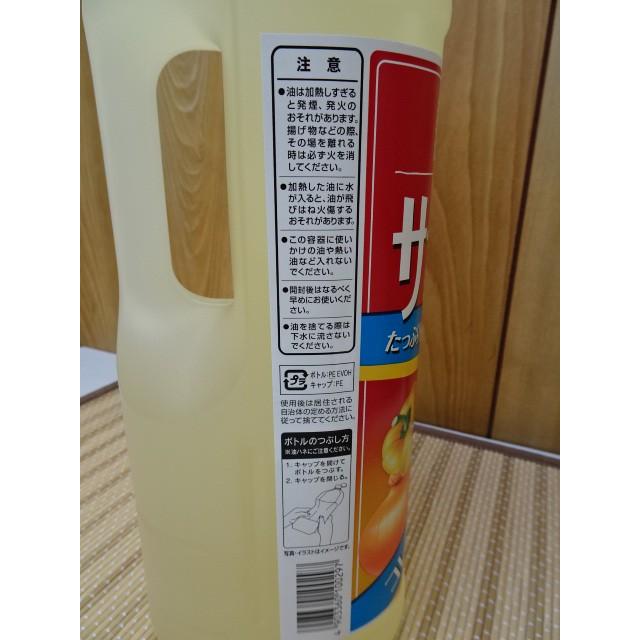 注意
●油は加熱しすぎる
と発煙、発火の
おそれがあります。
揚げ物などの際、
その場を離れる
時は必ず火を消
してください。
●加熱した油に水
が入ると、油が飛
びはね火傷する
おそれがあります。
●この容器に使い
かけの油や熱い
油など入れない
でください。
●開封後はなるべく
早めにお使いくだ
さい。
●油を捨てる際は
下水に流さない
でください。
プラ
ボトル:PE EVOH
キャップ:PE
使用後は居住される
自治体の定める方法に
従って捨ててください。
ボトルのつぶし方
※油ハネにご注意ください。
1. キャップを開けて
ボトルをつぶす。
2. キャップを閉じる。
写真・イラストはイメージです。
4903360100297
サ
たっぷ